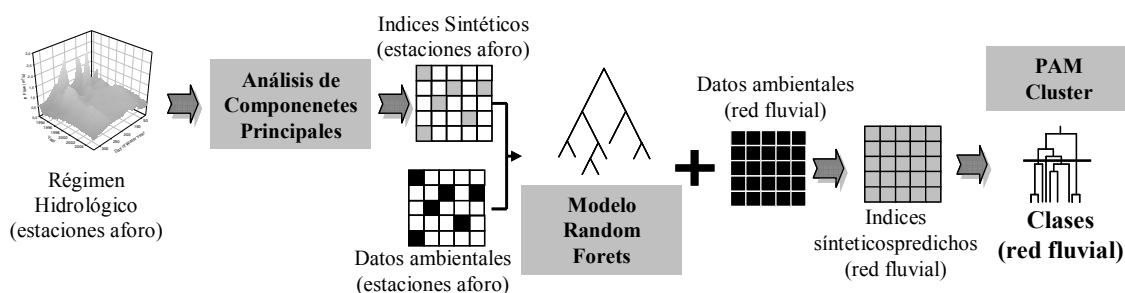 Régimen
Hidrológico
(estaciones aforo)
Análisis de
Componenetes
Principales
Indices Sintéticos
(estaciones aforo)
Datos ambientales
(estaciones aforo)
Modelo
Random
Forets
Datos ambientales
(red fluvial)
Indices
sínteticospredichos
(red fluvial)
PAM
Cluster
Clases
(red fluvial)